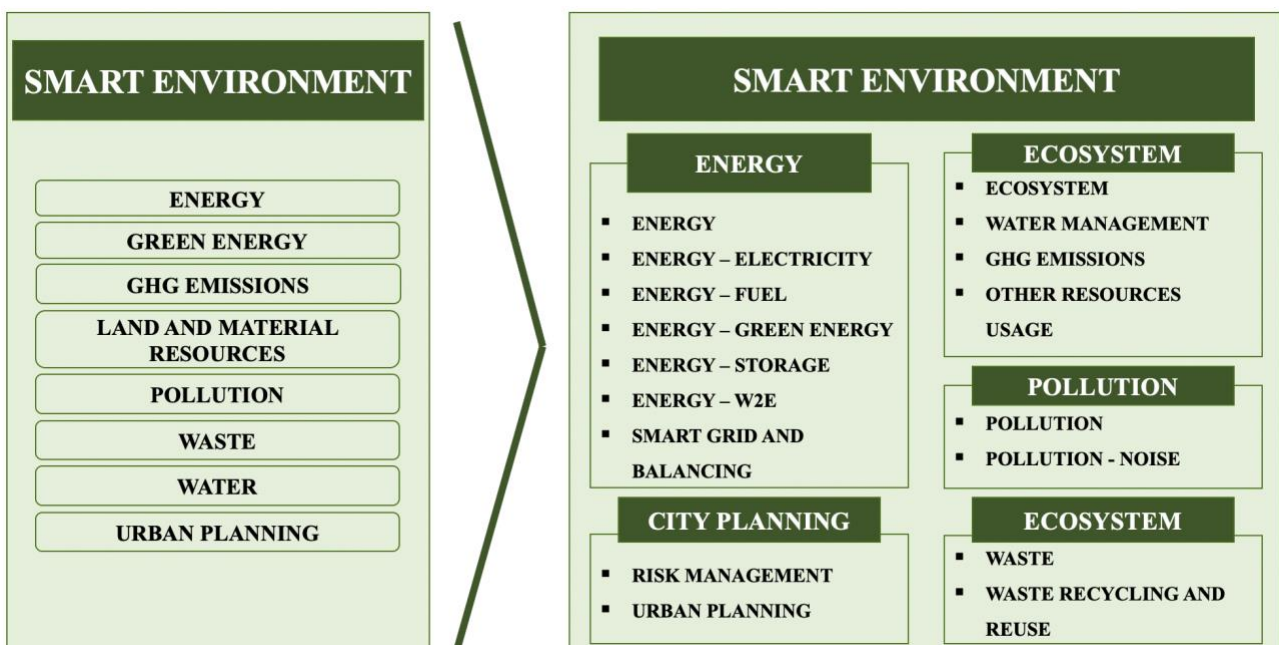 SMART ENVIRONMENT
ENERGY
GREEN ENERGY
GHG EMISSIONS
LAND AND MATERIAL
RESOURCES
POLLUTION
WASTE
WATER
URBAN PLANNING
SMART ENVIRONMENT
ENERGY
▪ ENERGY
▪ ENERGY – ELECTRICITY
▪ ENERGY – FUEL
▪ ENERGY – GREEN ENERGY
▪ ENERGY – STORAGE
▪ ENERGY – W2E
▪ SMART GRID AND
BALANCING
CITY PLANNING
▪ RISK MANAGEMENT
▪ URBAN PLANNING
ECOSYSTEM
▪ ECOSYSTEM
▪ WATER MANAGEMENT
▪ GHG EMISSIONS
▪ OTHER RESOURCES
USAGE
POLLUTION
▪ POLLUTION
▪ POLLUTION - NOISE
ECOSYSTEM
▪ WASTE
▪ WASTE RECYCLING AND
REUSE